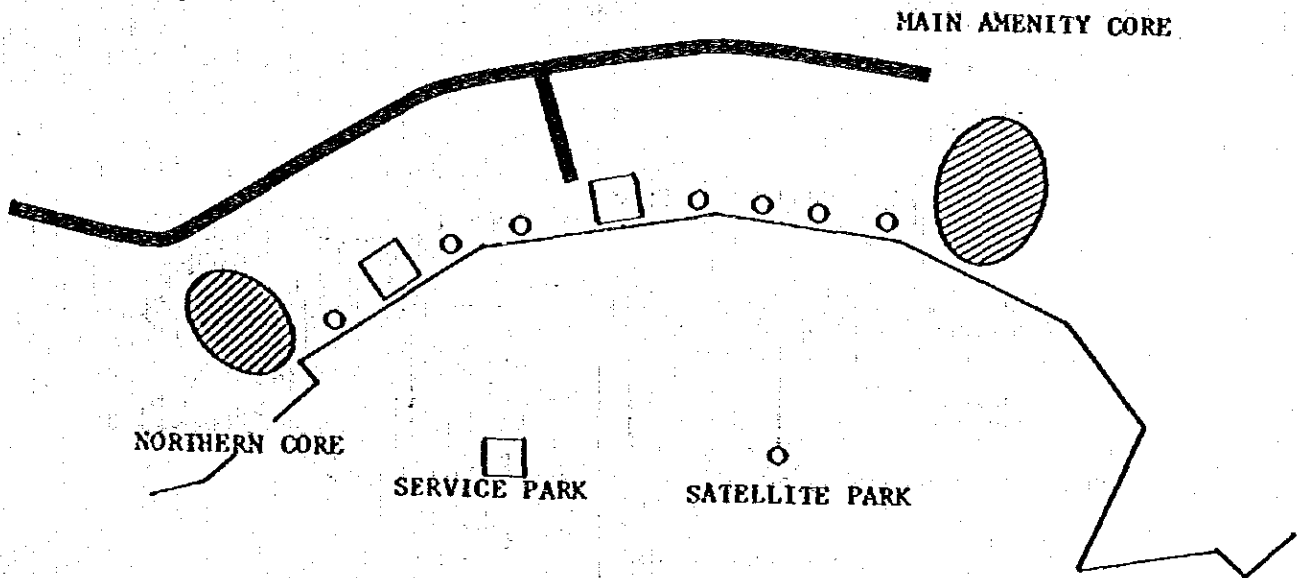 MAIN AMENITY CORE
NORTHERN CORE
SERVICE PARK
SATELLITE PARK